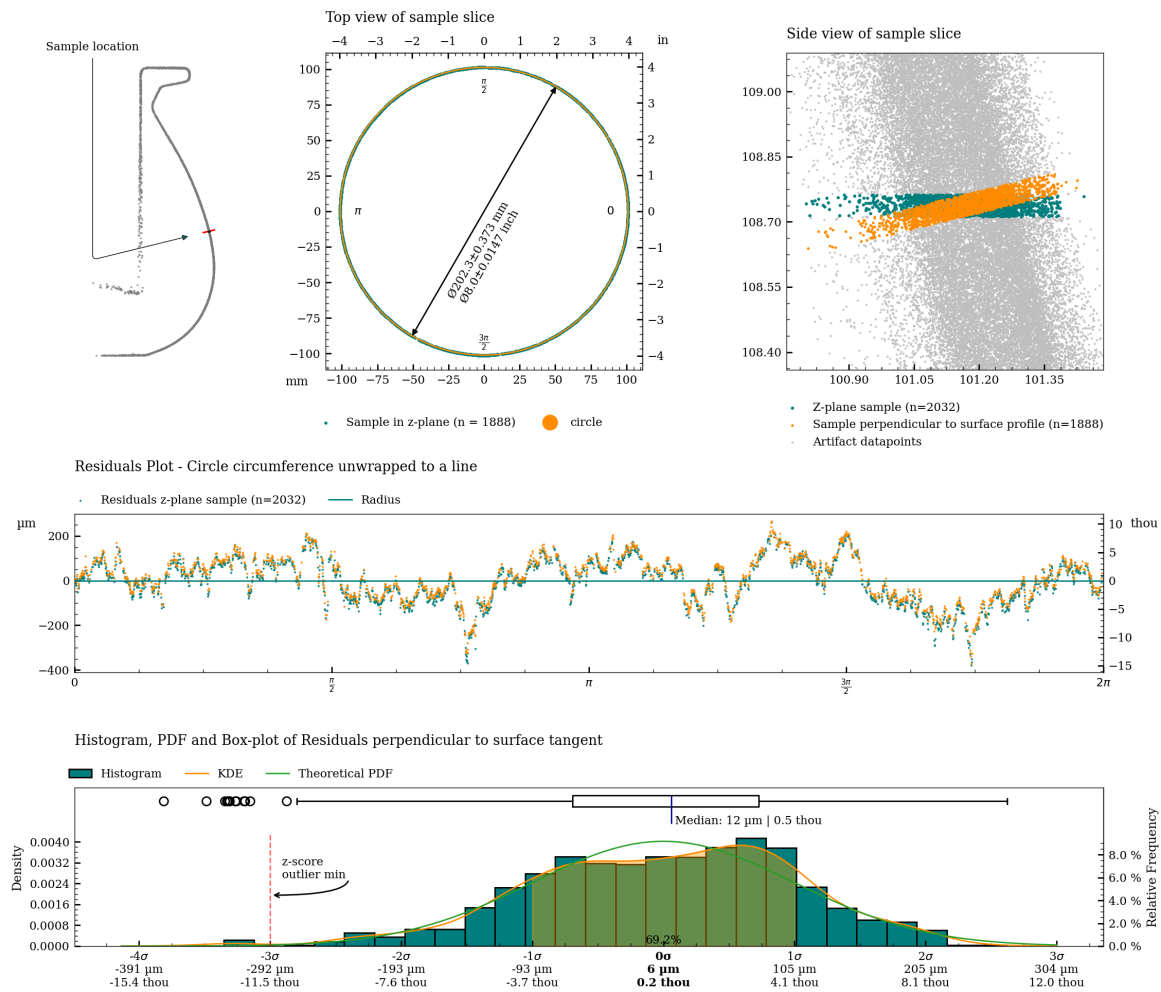 Sample location
Top view of sample slice
−4 −3 −2 −1 0 1 2 3 4 in
100
75
50
25
0
−25
−50
−75
−100
4
3
2
1
0
−1
−2
−3
−4
π/2
π
0
3π/2
Ø202.3±0.373 mm
Ø8.0±0.0147 inch
mm −100 −75 −50 −25 0 25 50 75 100
Sample in z-plane (n = 1888) circle
Side view of sample slice
109.00
108.85
108.70
108.55
108.40
100.90 101.05 101.20 101.35
Z-plane sample (n=2032)
Sample perpendicular to surface profile (n=1888)
Artifact datapoints
Residuals Plot - Circle circumference unwrapped to a line
Residuals z-plane sample (n=2032) Radius
µm
200
0
−200
−400
10 thou
5
0
−5
−10
−15
0 π/2 π 3π/2 2π
Histogram, PDF and Box-plot of Residuals perpendicular to surface tangent
Histogram KDE Theoretical PDF
Median: 12 µm | 0.5 thou
z-score
outlier min
69.2%
Density
0.0040
0.0032
0.0024
0.0016
0.0008
0.0000
Relative Frequency
8.0 %
6.0 %
4.0 %
2.0 %
0.0 %
-4σ -3σ -2σ -1σ 0σ 1σ 2σ 3σ
-391 µm -292 µm -193 µm -93 µm 6 µm 105 µm 205 µm 304 µm
-15.4 thou -11.5 thou -7.6 thou -3.7 thou 0.2 thou 4.1 thou 8.1 thou 12.0 thou